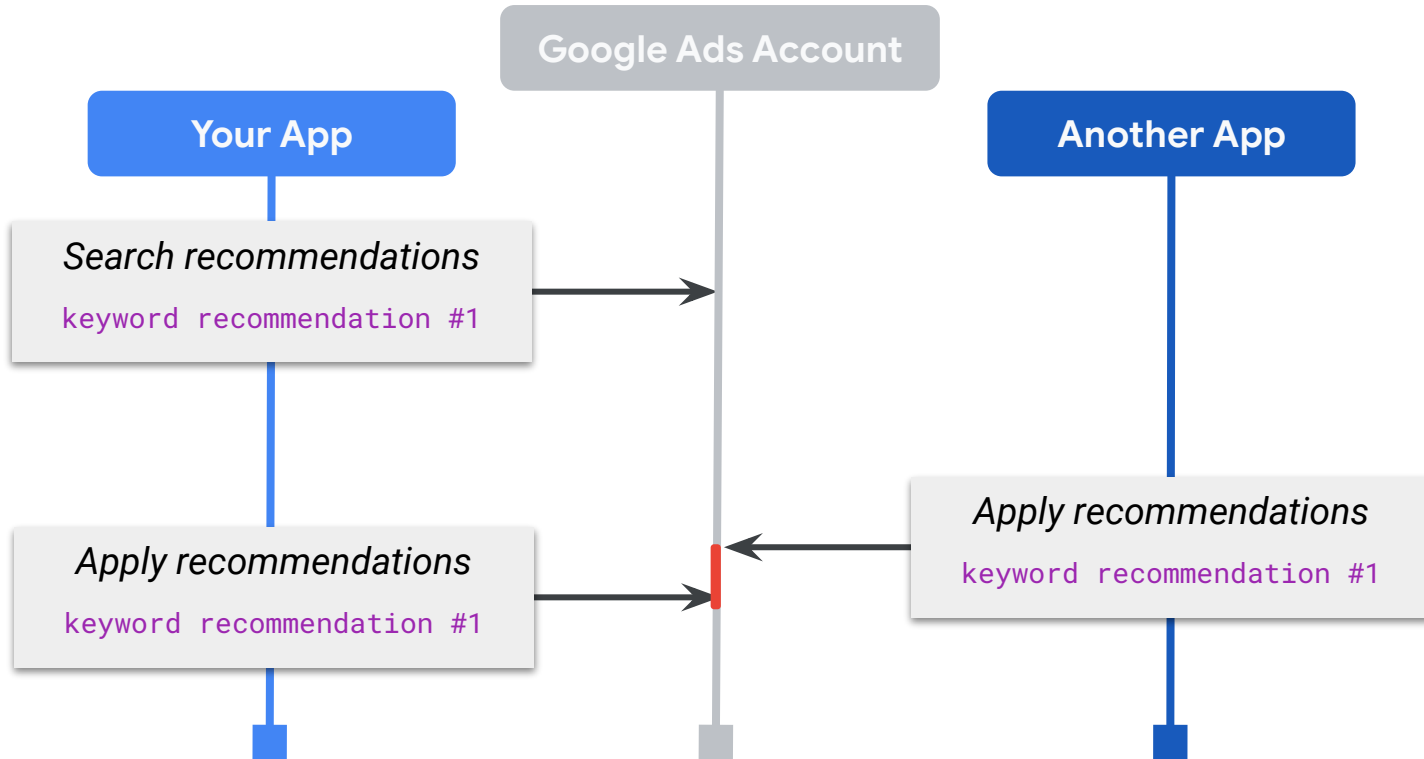 Google Ads Account
Your App
Another App
Search recommendations
keyword recommendation #1
Apply recommendations
keyword recommendation #1
Apply recommendations
keyword recommendation #1